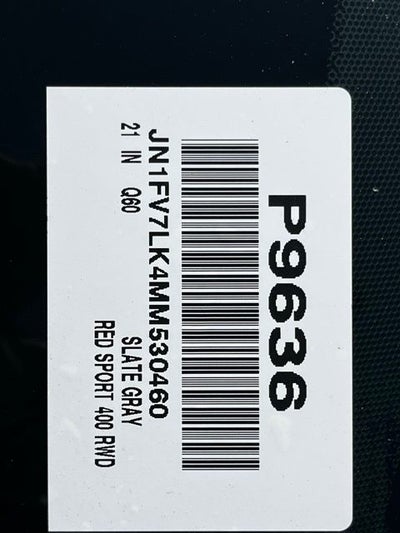 P9636
JN1FV7LK4MM530460
21 IN Q60 SLATE GRAY
RED SPORT 400 RWD